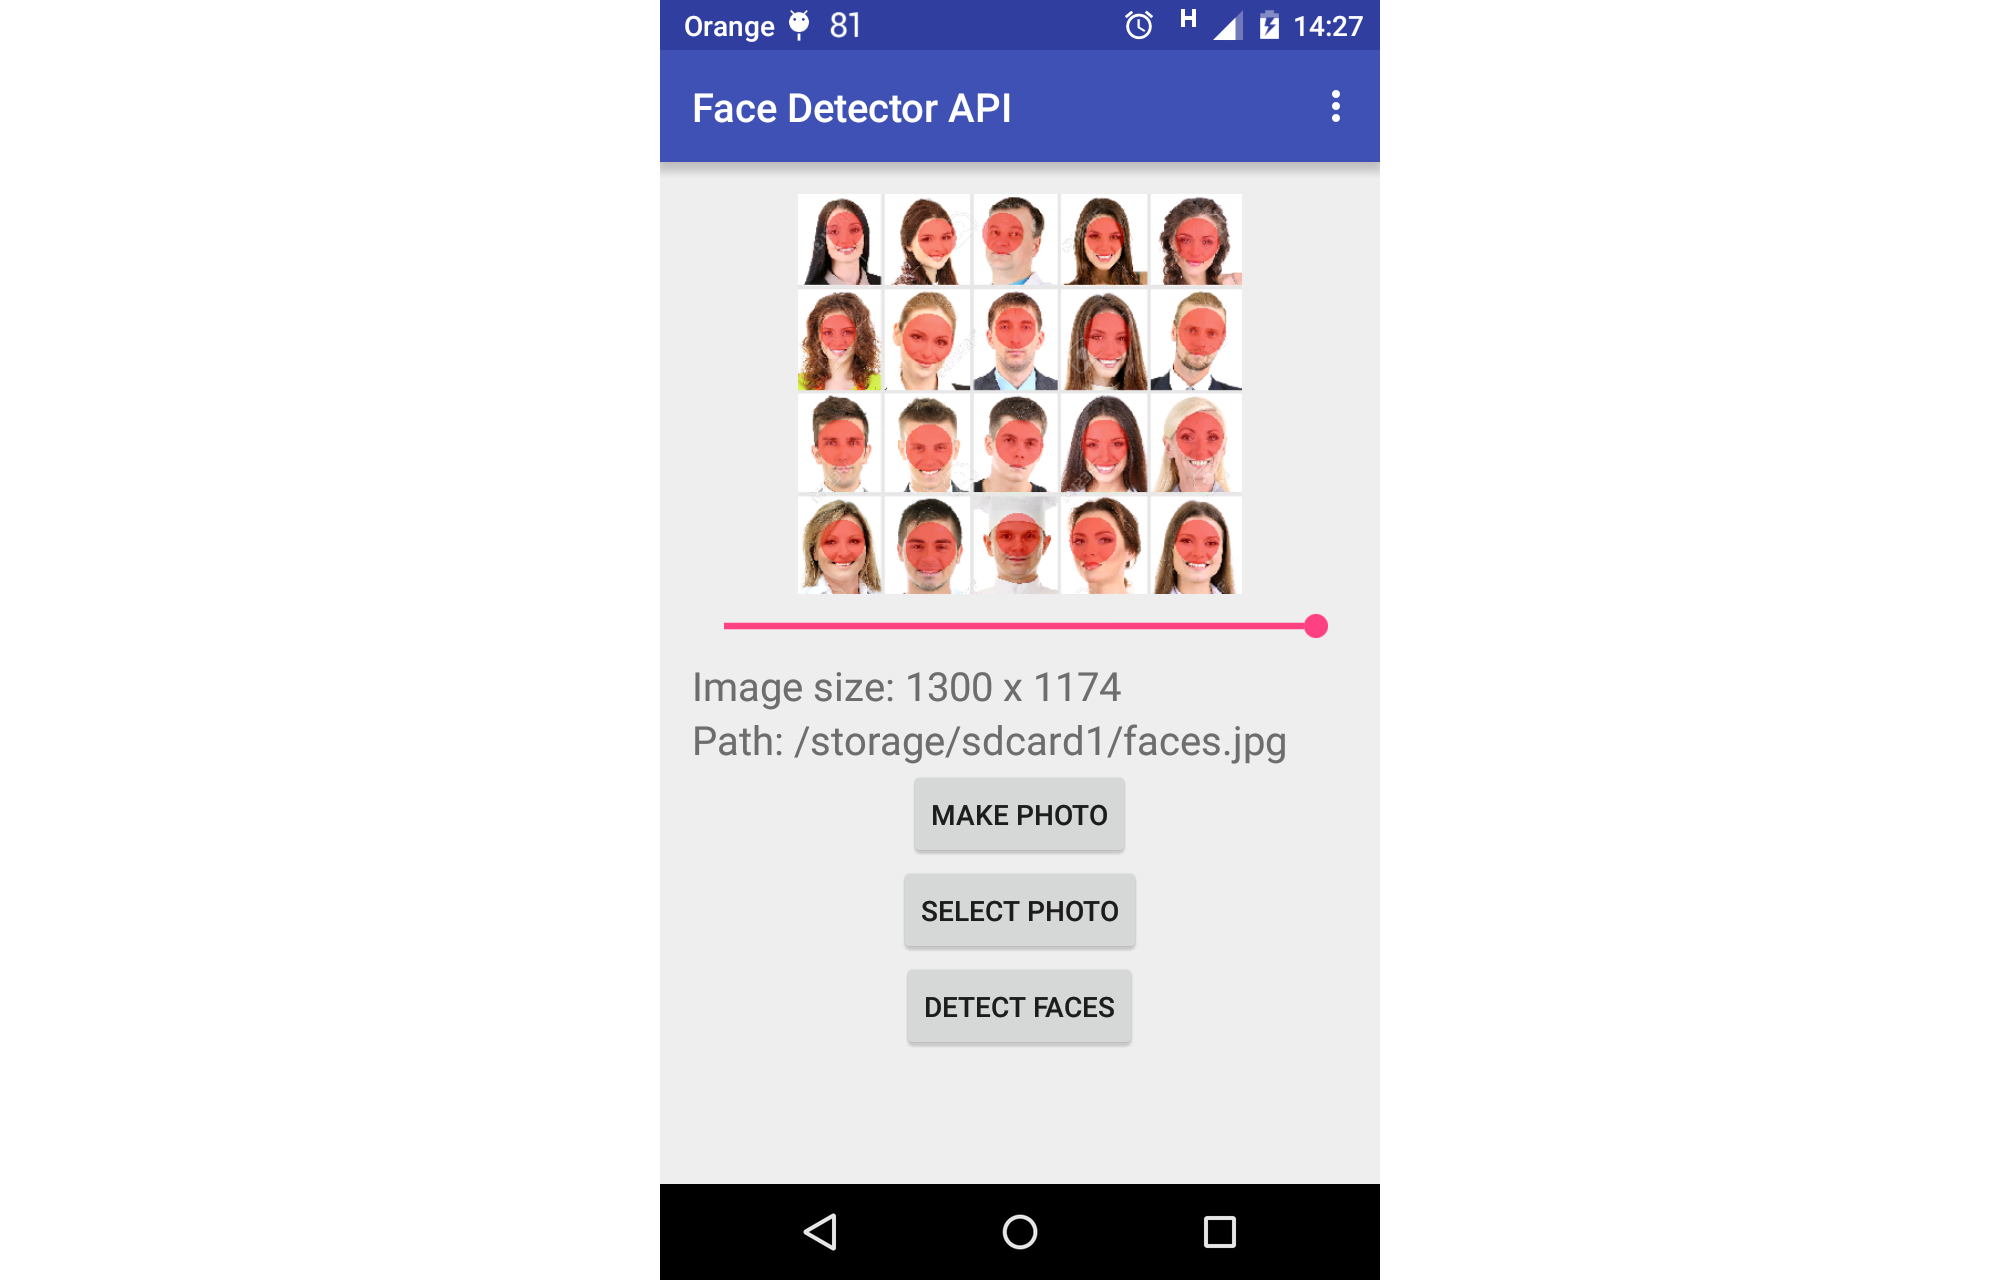 Orange 81 H 14:27
Face Detector API
Image size: 1300 x 1174
Path: /storage/sdcard1/faces.jpg
MAKE PHOTO
SELECT PHOTO
DETECT FACES